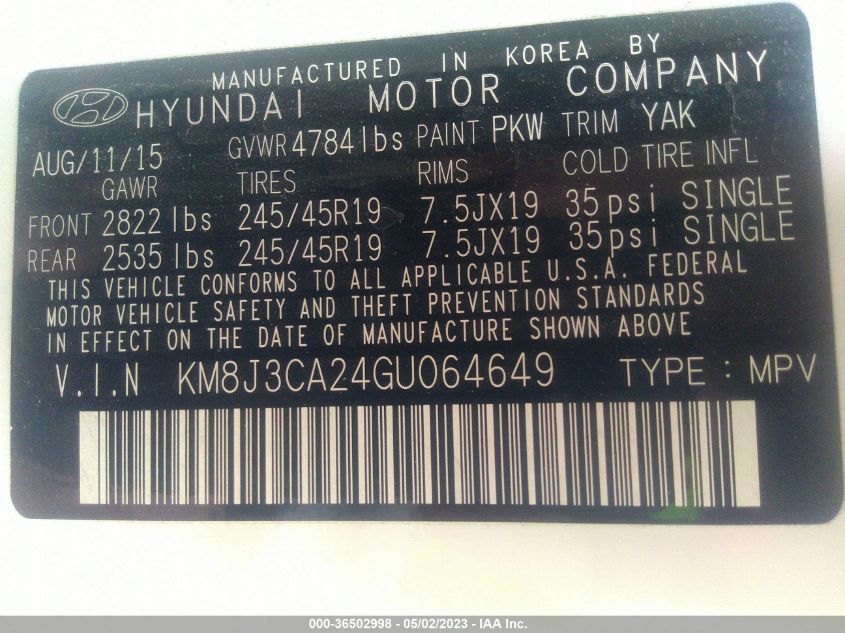 MANUFACTURED IN KOREA BY
HYUNDAI MOTOR COMPANY
AUG/11/15 GVWR 4784lbs PAINT PKW TRIM YAK
GAWR TIRES RIMS COLD TIRE INFL
FRONT 2822 lbs 245/45R19 7.5JX19 35psi SINGLE
REAR 2535 lbs 245/45R19 7.5JX19 35psi SINGLE
THIS VEHICLE CONFORMS TO ALL APPLICABLE U.S.A. FEDERAL
MOTOR VEHICLE SAFETY AND THEFT PREVENTION STANDARDS
IN EFFECT ON THE DATE OF MANUFACTURE SHOWN ABOVE
V.I.N KM8J3CA24GU064649 TYPE : MPV
000-36502998 - 05/02/2023 - IAA Inc.